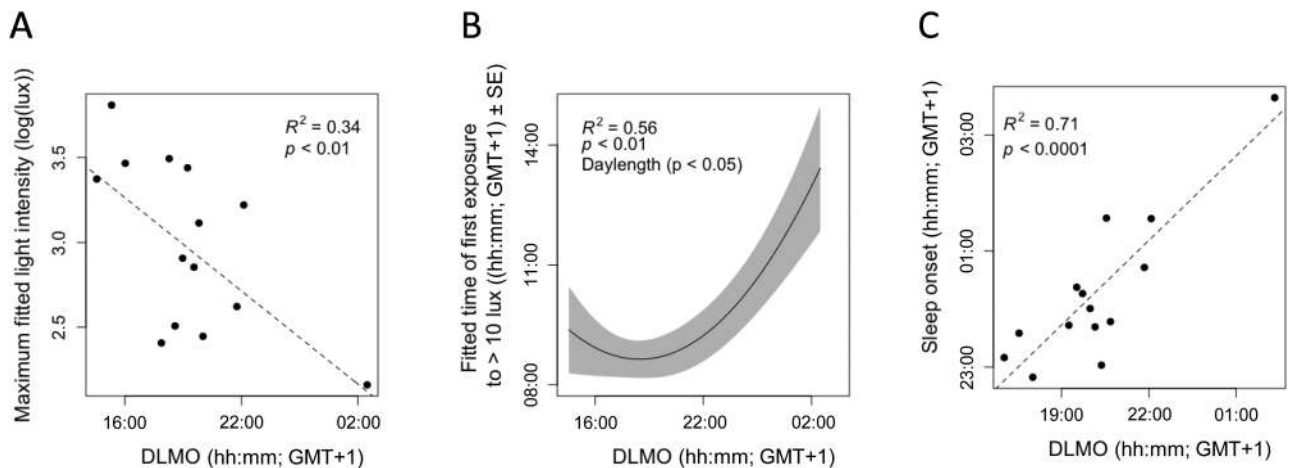 A
Maximum fitted light intensity (log(lux))
3.5
3.0
2.5
R² = 0.34
p < 0.01
16:00 22:00 02:00
DLMO (hh:mm; GMT+1)
B
Fitted time of first exposure
to > 10 lux ((hh:mm; GMT+1) ± SE)
14:00
11:00
08:00
R² = 0.56
p < 0.01
Daylength (p < 0.05)
16:00 22:00 02:00
DLMO (hh:mm; GMT+1)
C
Sleep onset (hh:mm; GMT+1)
03:00
01:00
23:00
R² = 0.71
p < 0.0001
19:00 22:00 01:00
DLMO (hh:mm; GMT+1)